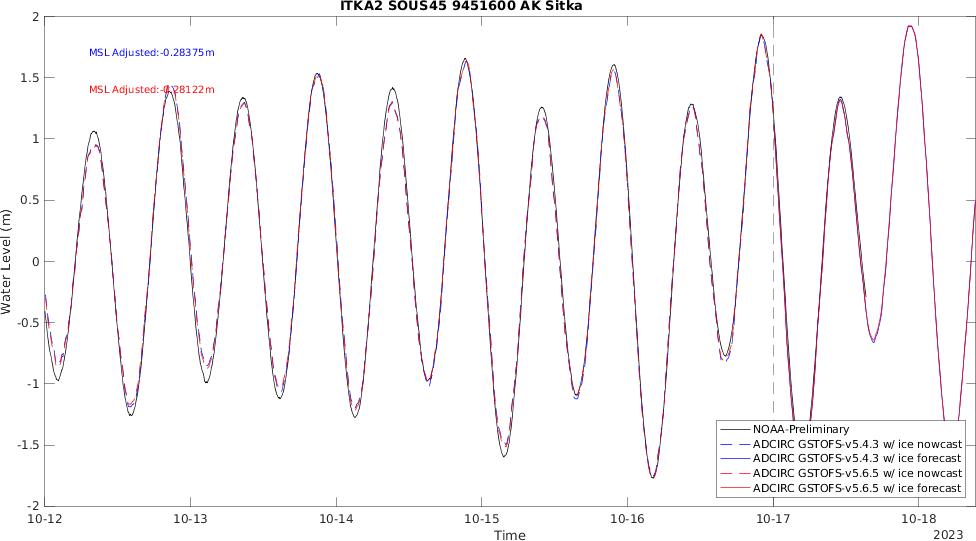 ITKA2 SOUS45 9451600 AK Sitka
MSL Adjusted:-0.28375m
MSL Adjusted:-0.28122m
Water Level (m)
2
1.5
1
0.5
0
-0.5
-1
-1.5
-2
NOAA-Preliminary
ADCIRC GSTOFS-v5.4.3 w/ ice nowcast
ADCIRC GSTOFS-v5.4.3 w/ ice forecast
ADCIRC GSTOFS-v5.6.5 w/ ice nowcast
ADCIRC GSTOFS-v5.6.5 w/ ice forecast
10-12 10-13 10-14 10-15 10-16 10-17 10-18
Time
2023